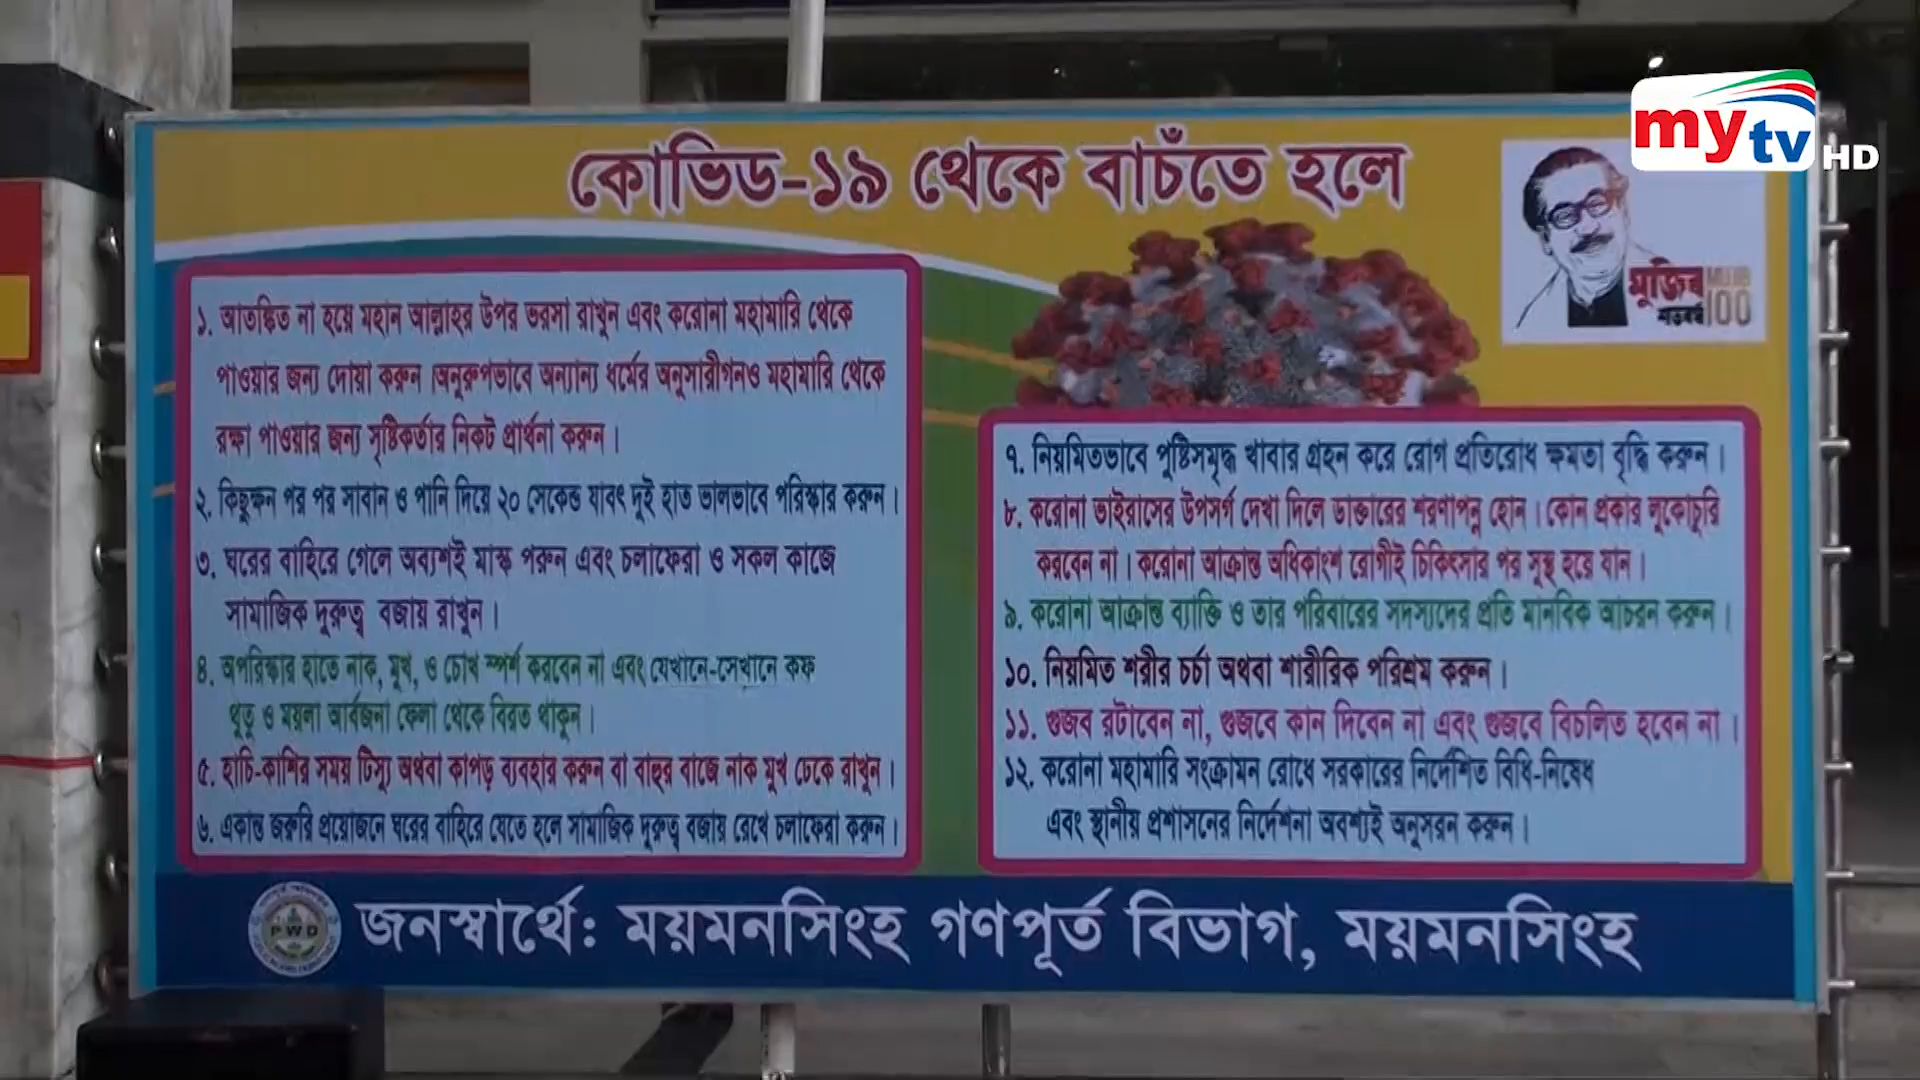 my tv HD
কোভিড-১৯ থেকে বাচঁতে হলে
মুজিব
শতবর্ষ 100
১. আতঙ্কিত না হয়ে মহান আল্লাহর উপর ভরসা রাখুন এবং করোনা মহামারি থেকে
পাওয়ার জন্য দোয়া করুন।অনুরুপভাবে অন্যান্য ধর্মের অনুসারীগনও মহামারি থেকে
রক্ষা পাওয়ার জন্য সৃষ্টিকর্তার নিকট প্রার্থনা করুন।
২. কিছুক্ষন পর পর সাবান ও পানি দিয়ে ২০ সেকেন্ড যাবৎ দুই হাত ভালভাবে পরিস্কার করুন।
৩. ঘরের বাহিরে গেলে অব্যশই মাস্ক পরুন এবং চলাফেরা ও সকল কাজে
সামাজিক দুরুত্ব বজায় রাখুন।
৪. অপরিস্কার হাতে নাক, মুখ, ও চোখ স্পর্শ করবেন না এবং যেখানে-সেখানে কফ
থুতু ও ময়লা আর্বজনা ফেলা থেকে বিরত থাকুন।
৫. হাচি-কাশির সময় টিস্যু অথবা কাপড় ব্যবহার করুন বা বাহুর বাজে নাক মুখ ঢেকে রাখুন।
৬. একান্ত জরুরি প্রয়োজনে ঘরের বাহিরে যেতে হলে সামাজিক দুরুত্ব বজায় রেখে চলাফেরা করুন।
৭. নিয়মিতভাবে পুষ্টিসমৃদ্ধ খাবার গ্রহন করে রোগ প্রতিরোধ ক্ষমতা বৃদ্ধি করুন।
৮. করোনা ভাইরাসের উপসর্গ দেখা দিলে ডাক্তারের শরণাপন্ন হোন। কোন প্রকার লুকোচুরি
করবেন না। করোনা আক্রান্ত অধিকাংশ রোগীই চিকিৎসার পর সুস্থ হয়ে যান।
৯. করোনা আক্রান্ত ব্যাক্তি ও তার পরিবারের সদস্যদের প্রতি মানবিক আচরন করুন।
১০. নিয়মিত শরীর চর্চা অথবা শারীরিক পরিশ্রম করুন।
১১. গুজব রটাবেন না, গুজবে কান দিবেন না এবং গুজবে বিচলিত হবেন না।
১২. করোনা মহামারি সংক্রামন রোধে সরকারের নির্দেশিত বিধি-নিষেধ
এবং স্থানীয় প্রশাসনের নির্দেশনা অবশ্যই অনুসরন করুন।
PWD
জনস্বার্থে: ময়মনসিংহ গণপূর্ত বিভাগ, ময়মনসিংহ